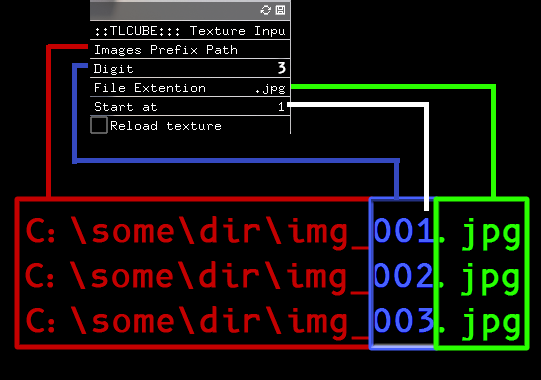 ::TLCUBE::: Texture Inpu
Images Prefix Path
Digit 3
File Extention .jpg
Start at 1
Reload texture
C:\some\dir\img_001.jpg
C:\some\dir\img_002.jpg
C:\some\dir\img_003.jpg